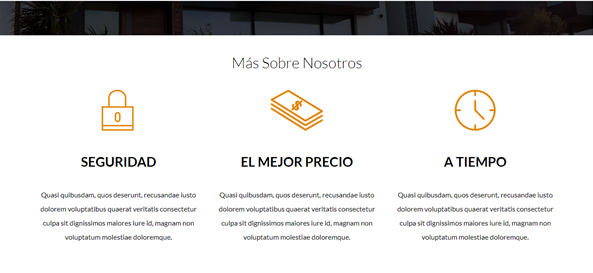 Más Sobre Nosotros
SEGURIDAD
Quasi quibusdam, quos deserunt, recusandae iusto
dolorem voluptatibus quaerat veritatis consectetur
culpa sit dignissimos maiores iure id, magnam non
voluptatum molestiae doloremque.
EL MEJOR PRECIO
Quasi quibusdam, quos deserunt, recusandae iusto
dolorem voluptatibus quaerat veritatis consectetur
culpa sit dignissimos maiores iure id, magnam non
voluptatum molestiae doloremque.
A TIEMPO
Quasi quibusdam, quos deserunt, recusandae iusto
dolorem voluptatibus quaerat veritatis consectetur
culpa sit dignissimos maiores iure id, magnam non
voluptatum molestiae doloremque.